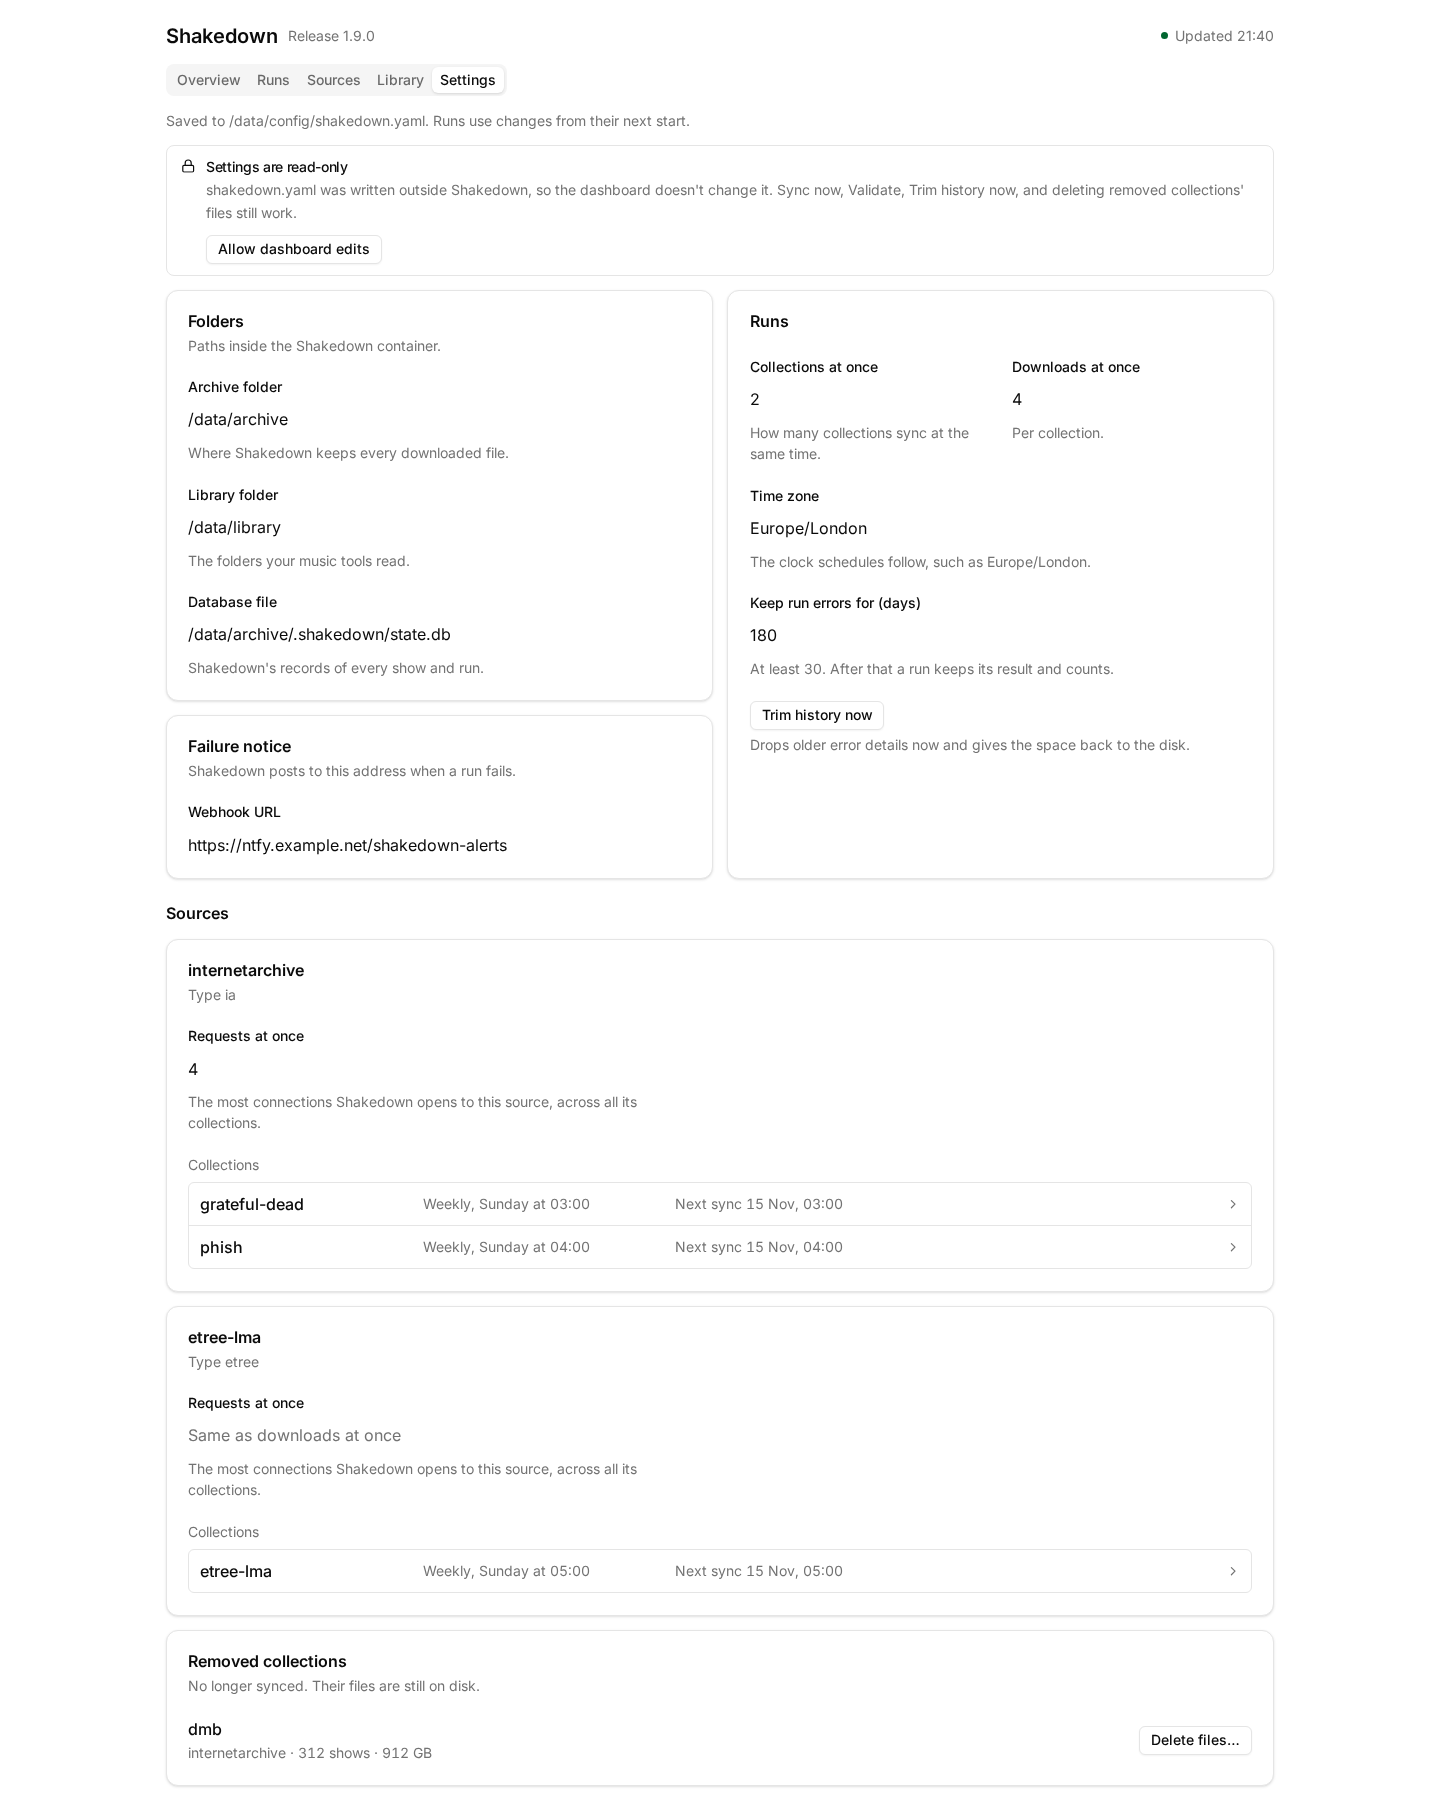 Shakedown Release 1.9.0
Updated 21:40
Overview Runs Sources Library Settings
Saved to /data/config/shakedown.yaml. Runs use changes from their next start.
Settings are read-only
shakedown.yaml was written outside Shakedown, so the dashboard doesn't change it. Sync now, Validate, Trim history now, and deleting removed collections'
files still work.
Allow dashboard edits
Folders
Paths inside the Shakedown container.
Archive folder
/data/archive
Where Shakedown keeps every downloaded file.
Library folder
/data/library
The folders your music tools read.
Database file
/data/archive/.shakedown/state.db
Shakedown's records of every show and run.
Failure notice
Shakedown posts to this address when a run fails.
Webhook URL
https://ntfy.example.net/shakedown-alerts
Runs
Collections at once
2
How many collections sync at the
same time.
Downloads at once
4
Per collection.
Time zone
Europe/London
The clock schedules follow, such as Europe/London.
Keep run errors for (days)
180
At least 30. After that a run keeps its result and counts.
Trim history now
Drops older error details now and gives the space back to the disk.
Sources
internetarchive
Type ia
Requests at once
4
The most connections Shakedown opens to this source, across all its
collections.
Collections
grateful-dead Weekly, Sunday at 03:00 Next sync 15 Nov, 03:00
phish Weekly, Sunday at 04:00 Next sync 15 Nov, 04:00
etree-lma
Type etree
Requests at once
Same as downloads at once
The most connections Shakedown opens to this source, across all its
collections.
Collections
etree-lma Weekly, Sunday at 05:00 Next sync 15 Nov, 05:00
Removed collections
No longer synced. Their files are still on disk.
dmb
internetarchive · 312 shows · 912 GB
Delete files…